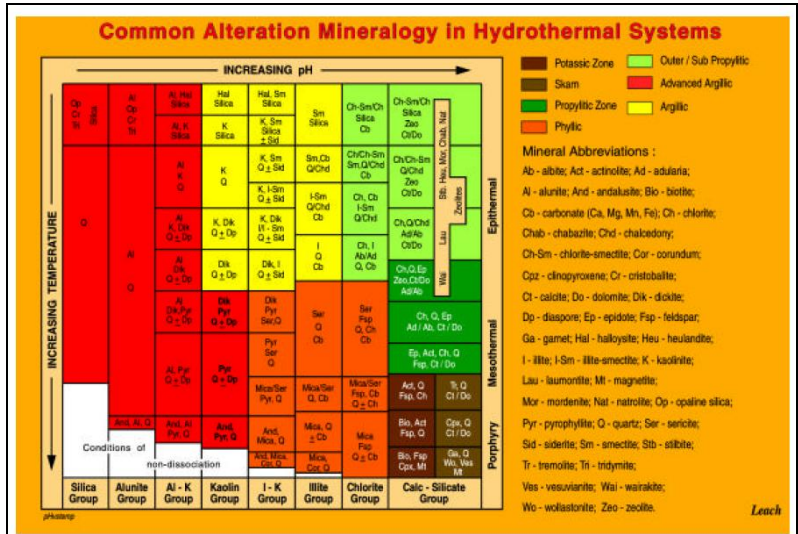 Common Alteration Mineralogy in Hydrothermal Systems
INCREASING pH
INCREASING TEMPERATURE
Op
Cr
Tri
Silica
Q
Al
Op
Cr
Tri
Al
Q
And, Al, Q
Al, Hal
Silica
Al, K
Silica
Al
K
Q
Al
K, Dik
Q ± Dp
Al
Dik
Q ± Dp
Al
Dik,Pyr
Q ± Dp
Al, Pyr
Q ± Dp
And, Al
Pyr, Q
Hal
Silica
K
Silica
K
Q
K, Dik
Q ± Dp
Dik
Q ± Dp
Dik
Pyr
Q ± Dp
Pyr
Q ± Dp
And,
Pyr, Q
Hal, Sm
Silica
K, Sm
Silica
± Sid
K, Sm
Q ± Sid
K, I-Sm
Q ± Sid
K, Dik
I/I - Sm
Q ± Sid
Dik, I
Q ± Sid
Dik
Pyr
Ser,Q
Pyr
Ser
Q
Mica/Ser
Pyr, Q
And,
Mica, Q
And, Mica,
Cor, Q
Sm
Silica
Sm,Cb
Q/Chd
I-Sm
Q/Chd
Cb
I
Q
Cb
Ser
Q
Cb
Mica/Ser
Q, Cb
Mica, Q
± Cb
Mica,
Cor, Q
Ch-Sm/Ch
Silica
Cb
Ch/Ch-Sm
Sm Q/Chd
Cb
Ch, Cb
I-Sm
Q/Chd
Ch, I
Ab/Ad
Q, Cb
Ser
Fsp
Q, Ch
Cb
Mica/Ser
Fsp, Cb
Q ± Ch
Mica
Fsp
Q ± Cb
Ch-Sm/Ch
Silica
Zeo
Ct/Do
Ch/Ch-Sm
Q/Chd
Zeo
Ct/Do
Ch,Q/Chd
Ad/Ab
Ct/Do
Ch,Q, Ep
Zeo,Ct/Do
Ad/Ab
Ch, Q, Ep
Ad / Ab, Ct / Do
Ep, Act, Ch, Q
Fsp, Ct / Do
Act, Q
Fsp, Ch
Tr, Q
Ct / Do
Bio, Act
Fsp, Q
Cpx, Q
Ct / Do
Bio, Fsp
Cpx, Mt
Ga, Q
Wo, Ves
Mt
Stb, Heu, Mor, Chab, Nat
Zeolites
Lau
Wai
Epithermal
Mesothermal
Porphyry
Conditions of
non-dissociation
Silica
Group
Alunite
Group
Al - K
Group
Kaolin
Group
I - K
Group
Illite
Group
Chlorite
Group
Calc - Silicate
Group
Potassic Zone
Skarn
Propylitic Zone
Phyllic
Outer / Sub Propylitic
Advanced Argillic
Argillic
Mineral Abbreviations :
Ab - albite; Act - actinolite; Ad - adularia;
Al - alunite; And - andalusite; Bio - biotite;
Cb - carbonate (Ca, Mg, Mn, Fe); Ch - chlorite;
Chab - chabazite; Chd - chalcedony;
Ch-Sm - chlorite-smectite; Cor - corundum;
Cpz - clinopyroxene; Cr - cristobalite;
Ct - calcite; Do - dolomite; Dik - dickite;
Dp - diaspore; Ep - epidote; Fsp - feldspar;
Ga - garnet; Hal - halloysite; Heu - heulandite;
I - illite; I-Sm - illite-smectite; K - kaolinite;
Lau - laumontite; Mt - magnetite;
Mor - mordenite; Nat - natrolite; Op - opaline silica;
Pyr - pyrophyllite; Q - quartz; Ser - sericite;
Sid - siderite; Sm - smectite; Stb - stilbite;
Tr - tremolite; Tri - tridymite;
Ves - vesuvianite; Wai - wairakite;
Wo - wollastonite; Zeo - zeolite.
Leach